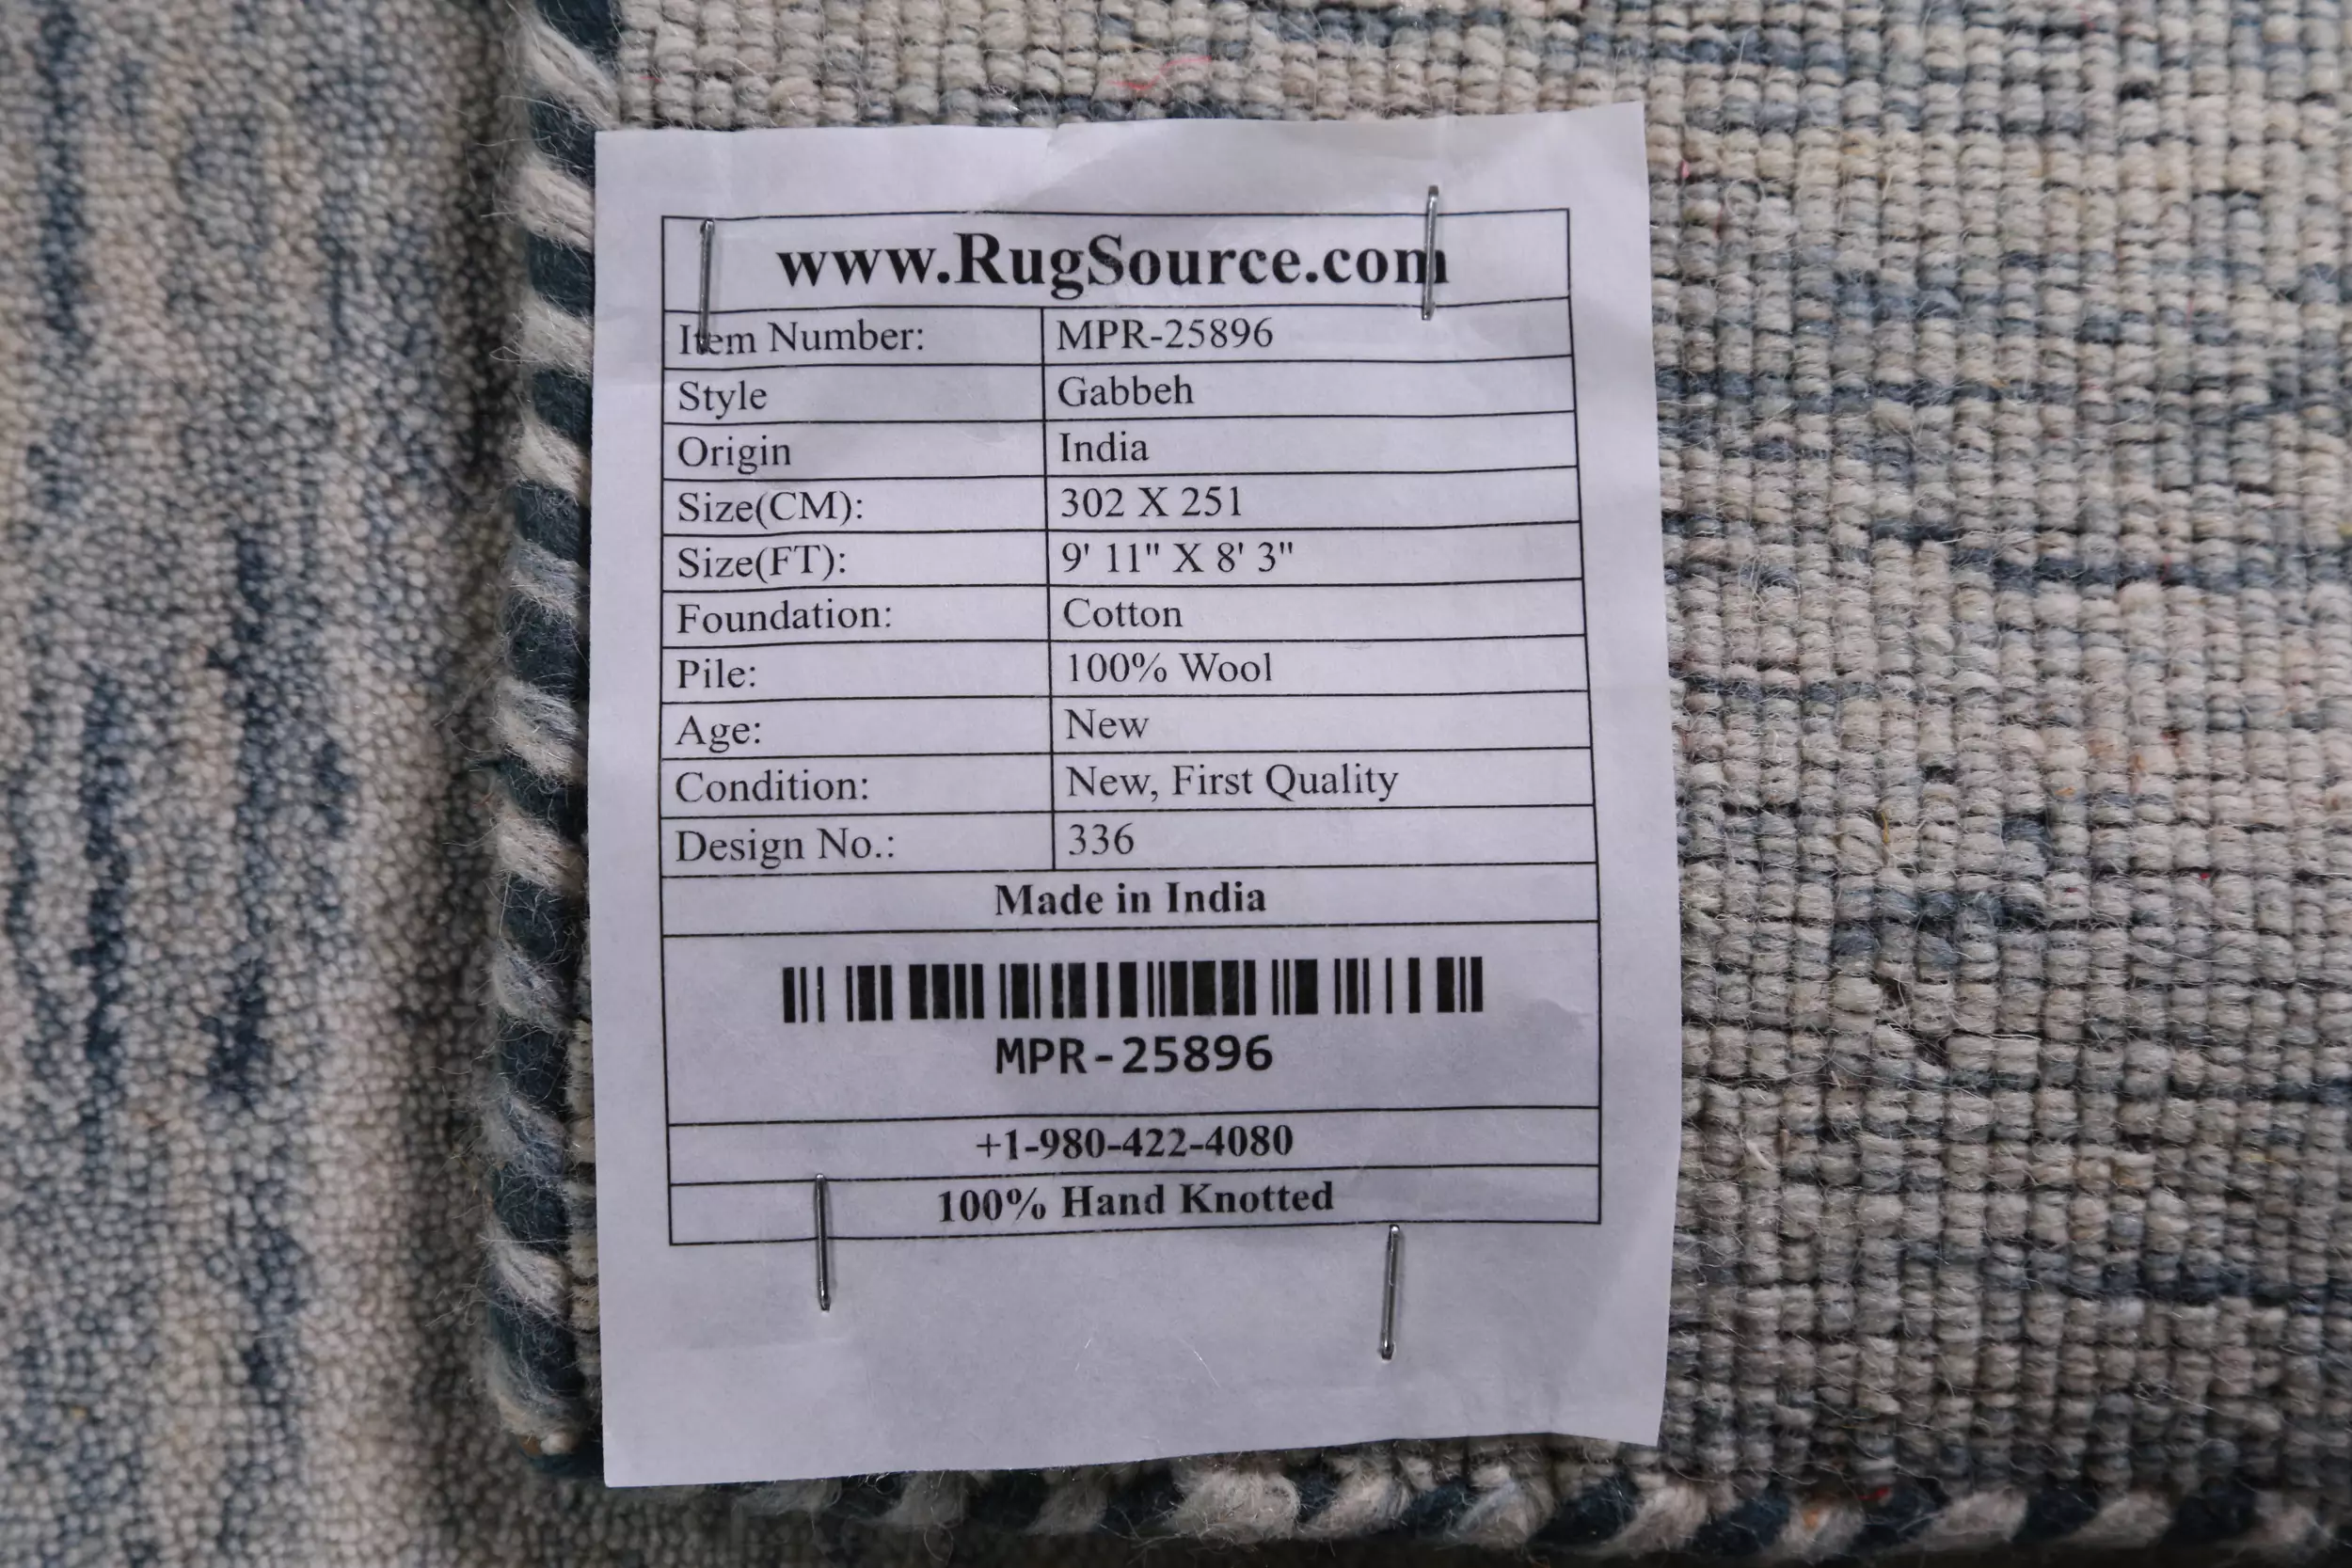 www.RugSource.com
Item Number: MPR-25896
Style Gabbeh
Origin India
Size(CM): 302 X 251
Size(FT): 9' 11" X 8' 3"
Foundation: Cotton
Pile: 100% Wool
Age: New
Condition: New, First Quality
Design No.: 336
Made in India
MPR-25896
+1-980-422-4080
100% Hand Knotted